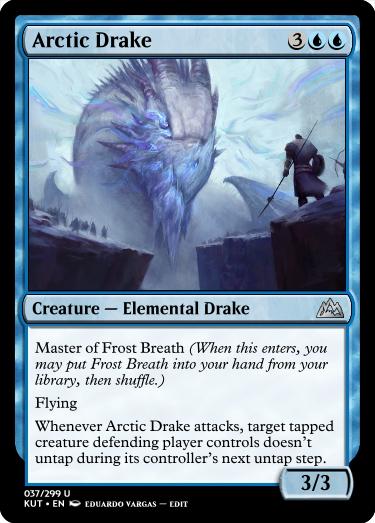 Arctic Drake 3
Creature — Elemental Drake
Master of Frost Breath (When this enters, you
may put Frost Breath into your hand from your
library, then shuffle.)
Flying
Whenever Arctic Drake attacks, target tapped
creature defending player controls doesn't
untap during its controller's next untap step.
3/3
037/299 U
KUT • EN EDUARDO VARGAS — EDIT